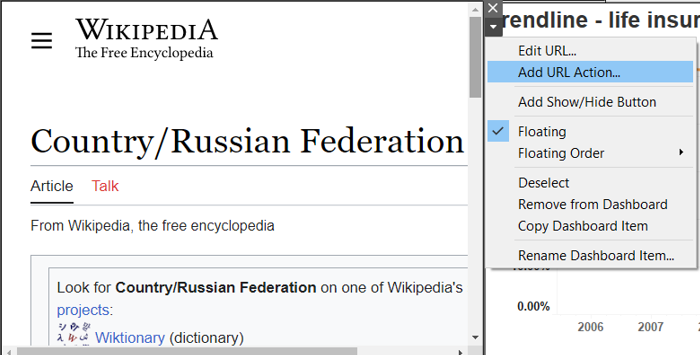 WIKIPEDIA
The Free Encyclopedia
Country/Russian Federation
Article Talk
From Wikipedia, the free encyclopedia
Look for Country/Russian Federation on one of Wikipedia's
projects:
Wiktionary (dictionary)
rendline - life insur
Edit URL...
Add URL Action...
Add Show/Hide Button
Floating
Floating Order
Deselect
Remove from Dashboard
Copy Dashboard Item
Rename Dashboard Item...
0.00%
2006 2007